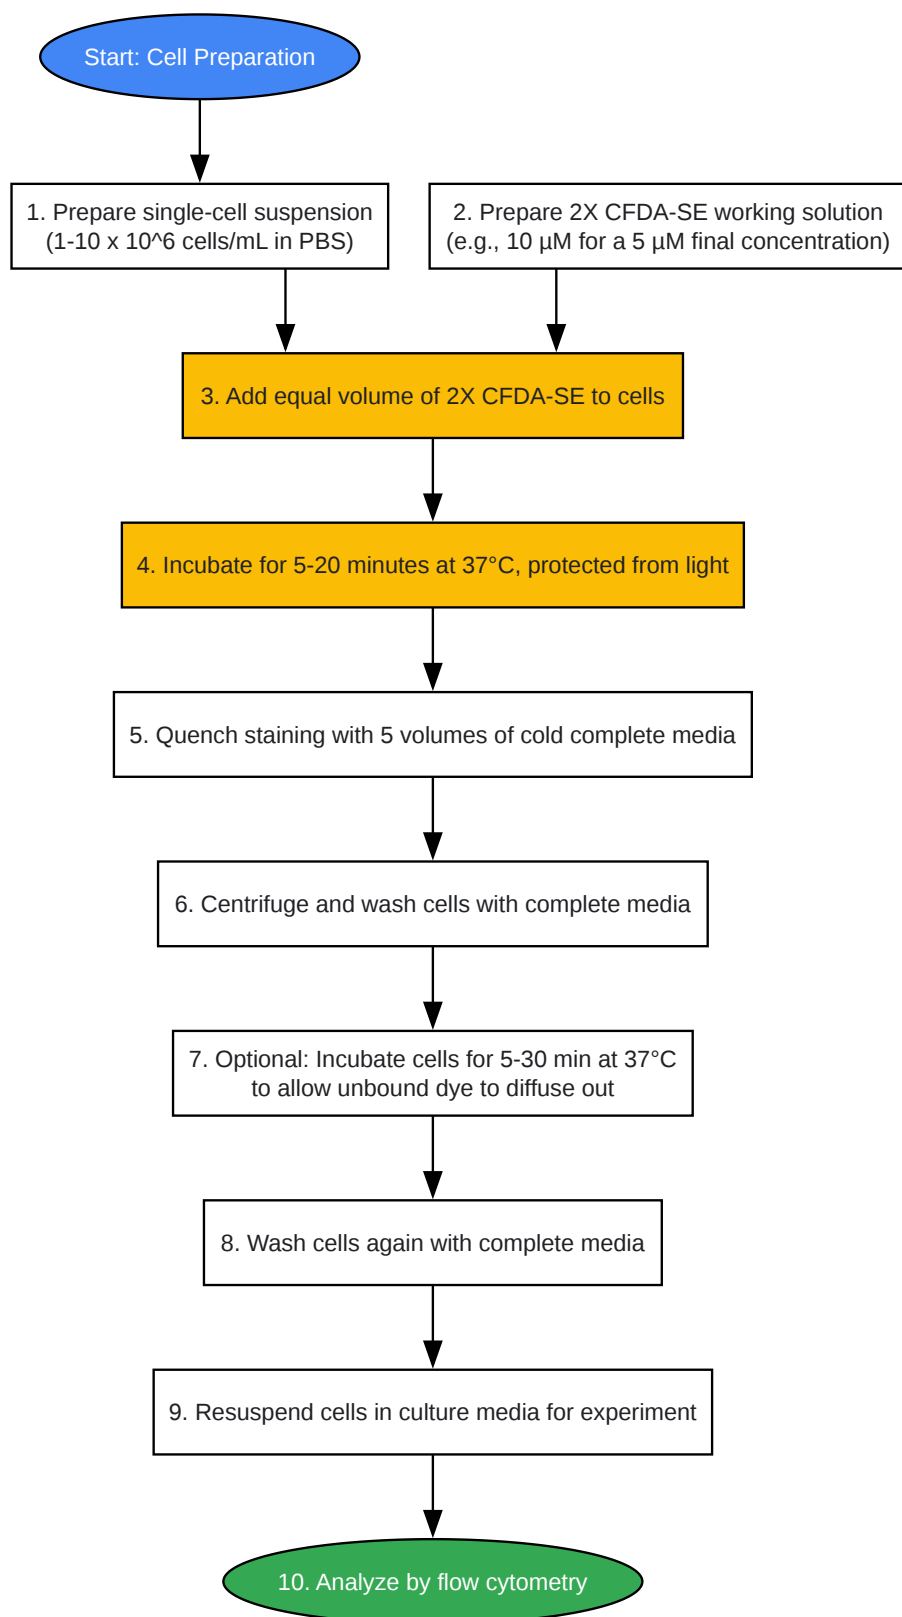 Start: Cell Preparation
1. Prepare single-cell suspension
(1-10 x 10^6 cells/mL in PBS)
2. Prepare 2X CFDA-SE working solution
(e.g., 10 µM for a 5 µM final concentration)
3. Add equal volume of 2X CFDA-SE to cells
4. Incubate for 5-20 minutes at 37°C, protected from light
5. Quench staining with 5 volumes of cold complete media
6. Centrifuge and wash cells with complete media
7. Optional: Incubate cells for 5-30 min at 37°C
to allow unbound dye to diffuse out
8. Wash cells again with complete media
9. Resuspend cells in culture media for experiment
10. Analyze by flow cytometry